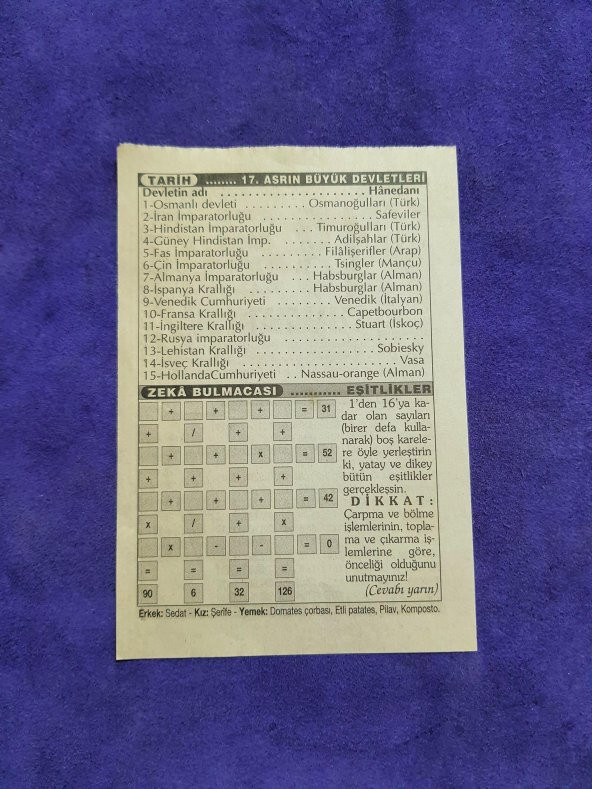 TARİH ........ 17. ASRIN BÜYÜK DEVLETLERİ
Devletin adı . . . . . . . . . . . . . . . . . . . . . Hânedanı
1-Osmanlı devleti . . . . . . . . . Osmanoğulları (Türk)
2-İran İmparatorluğu . . . . . . . . . . . . . . . . Safeviler
3-Hindistan İmparatorluğu . . . Timuroğulları (Türk)
4-Güney Hindistan İmp. . . . . . . . Adilşahlar (Türk)
5-Fas İmparatorluğu . . . . . . . . . Filâlişerifler (Arap)
6-Çin İmparatorluğu . . . . . . . . . . Tsingler (Mançu)
7-Almanya İmparatorluğu . . . Habsburglar (Alman)
8-İspanya Krallığı . . . . . . . . . Habsburglar (Alman)
9-Venedik Cumhuriyeti . . . . . . . Venedik (İtalyan)
10-Fransa Krallığı . . . . . . . . . . . . . . Capetbourbon
11-İngiltere Krallığı . . . . . . . . . . . . . Stuart (İskoç)
12-Rusya imparatorluğu . . . . . . . . . . . . . . . . . .
13-Lehistan Krallığı . . . . . . . . . . . . . . . . Sobiesky
14-İsveç Krallığı . . . . . . . . . . . . . . . . . . . . . Vasa
15-HollandaCumhuriyeti . . Nassau-orange (Alman)
ZEKÂ BULMACASI ........... EŞİTLİKLER
+ + + = 31
+ / + +
+ + x = 52
+ + + +
+ + + = 42
x / + x
x - - = 0
= = = =
90 6 32 126
1'den 16'ya ka-
dar olan sayıları
(birer defa kulla-
narak) boş karele-
re öyle yerleştirin
ki, yatay ve dikey
bütün eşitlikler
gerçekleşsin.
DİKKAT:
Çarpma ve bölme
işlemlerinin, topla-
ma ve çıkarma iş-
lemlerine göre,
önceliği olduğunu
unutmayınız!
(Cevabı yarın)
Erkek: Sedat - Kız: Şerife - Yemek: Domates çorbası, Etli patates, Pilav, Komposto.